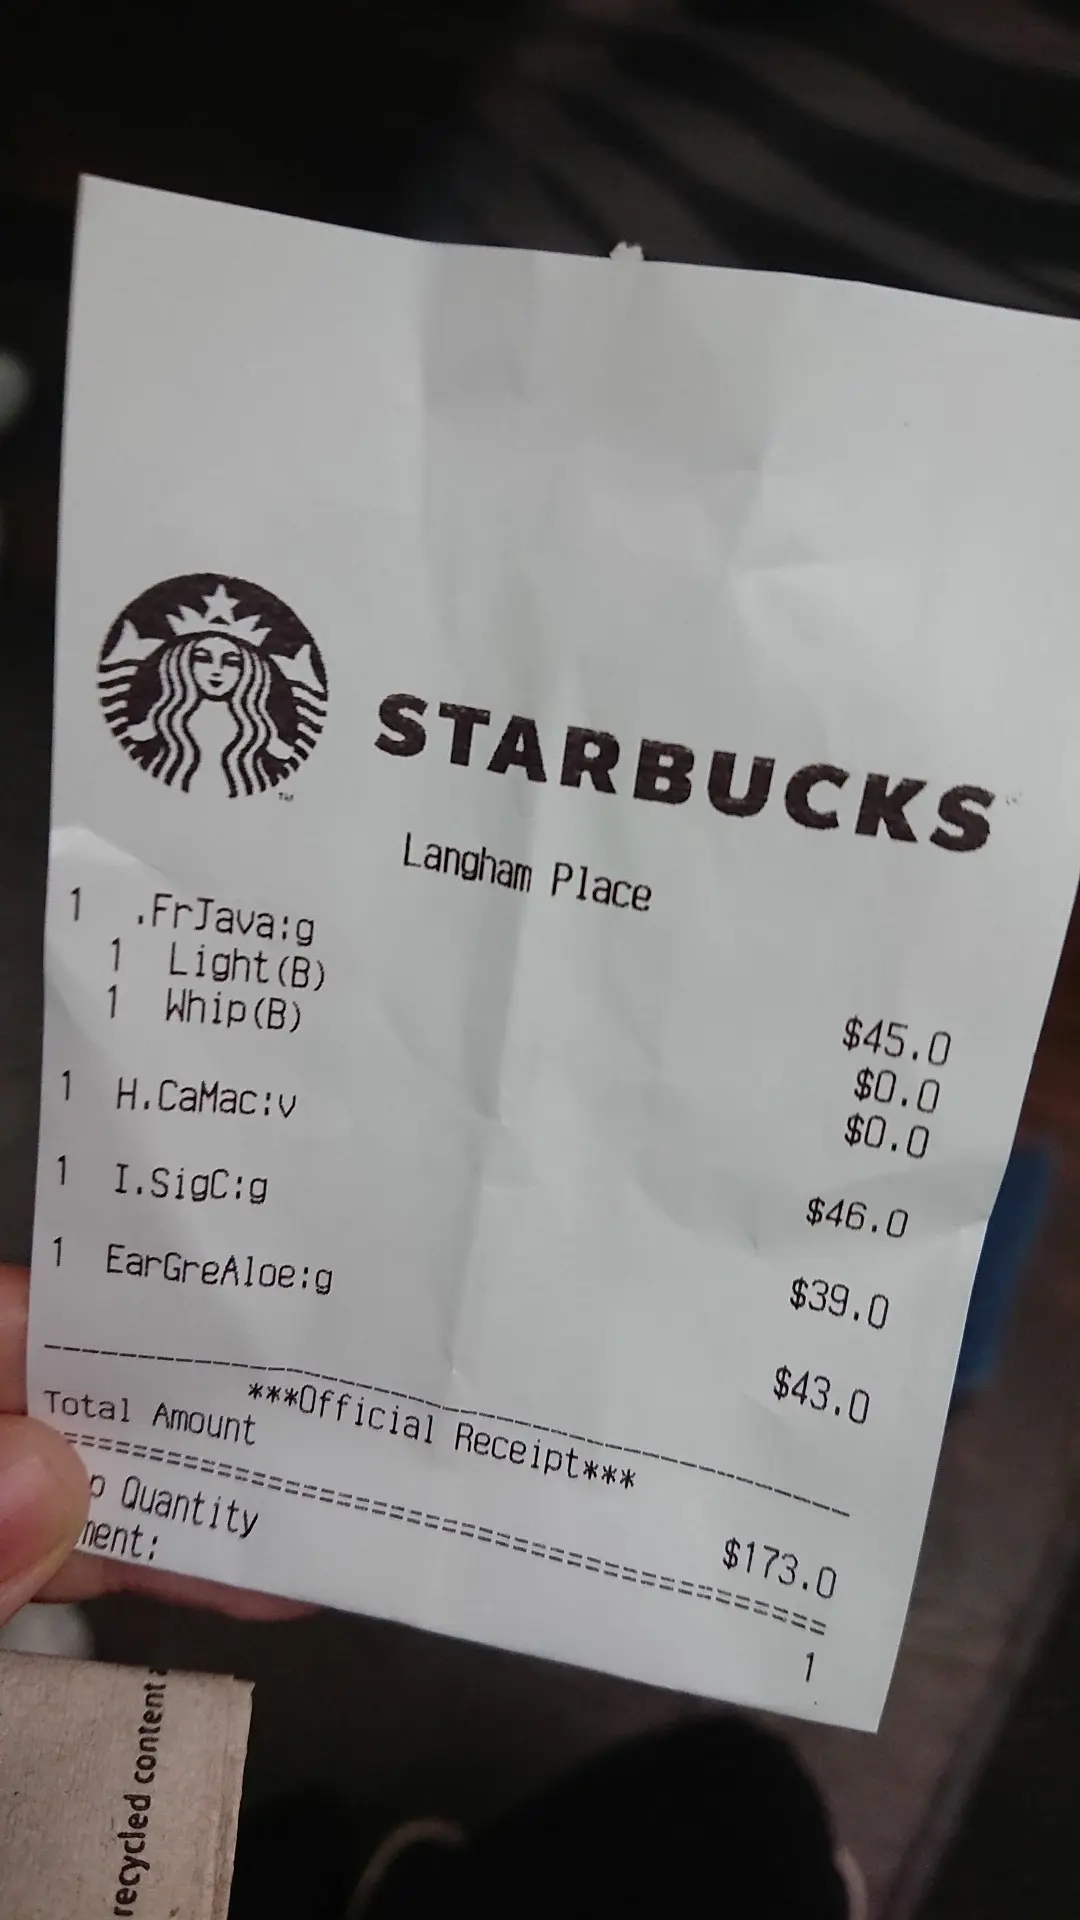 STARBUCKS
Langham Place
1 .FrJava:g $45.0
1 Light(B) $0.0
1 Whip(B) $0.0
1 H.CaMac:v $46.0
1 I.SigC:g $39.0
1 EarGreAloe:g $43.0
***Official Receipt***
Total Amount $173.0
Quantity 1
recycled content